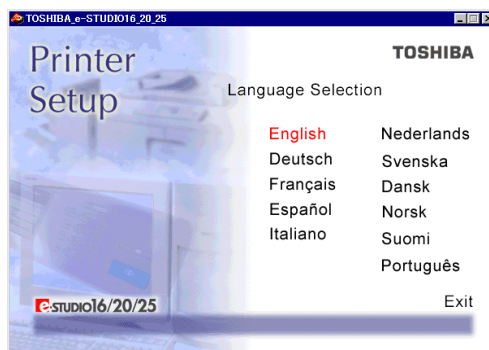 TOSHIBA_e-STUDIO16_20_25
Printer
Setup
TOSHIBA
Language Selection
English
Deutsch
Français
Español
Italiano
Nederlands
Svenska
Dansk
Norsk
Suomi
Português
e-STUDIO16/20/25
Exit